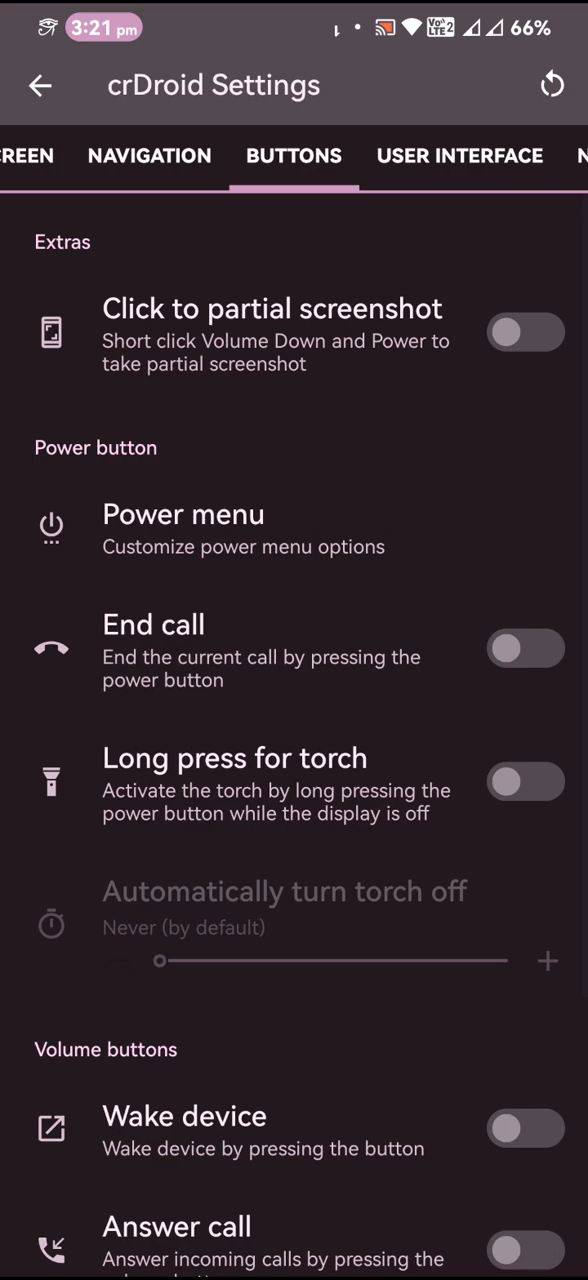 3:21 pm
Vo)) LTE2
66%
crDroid Settings
REEN NAVIGATION BUTTONS USER INTERFACE N
Extras
Click to partial screenshot
Short click Volume Down and Power to
take partial screenshot
Power button
Power menu
Customize power menu options
End call
End the current call by pressing the
power button
Long press for torch
Activate the torch by long pressing the
power button while the display is off
Automatically turn torch off
Never (by default)
Volume buttons
Wake device
Wake device by pressing the button
Answer call
Answer incoming calls by pressing the